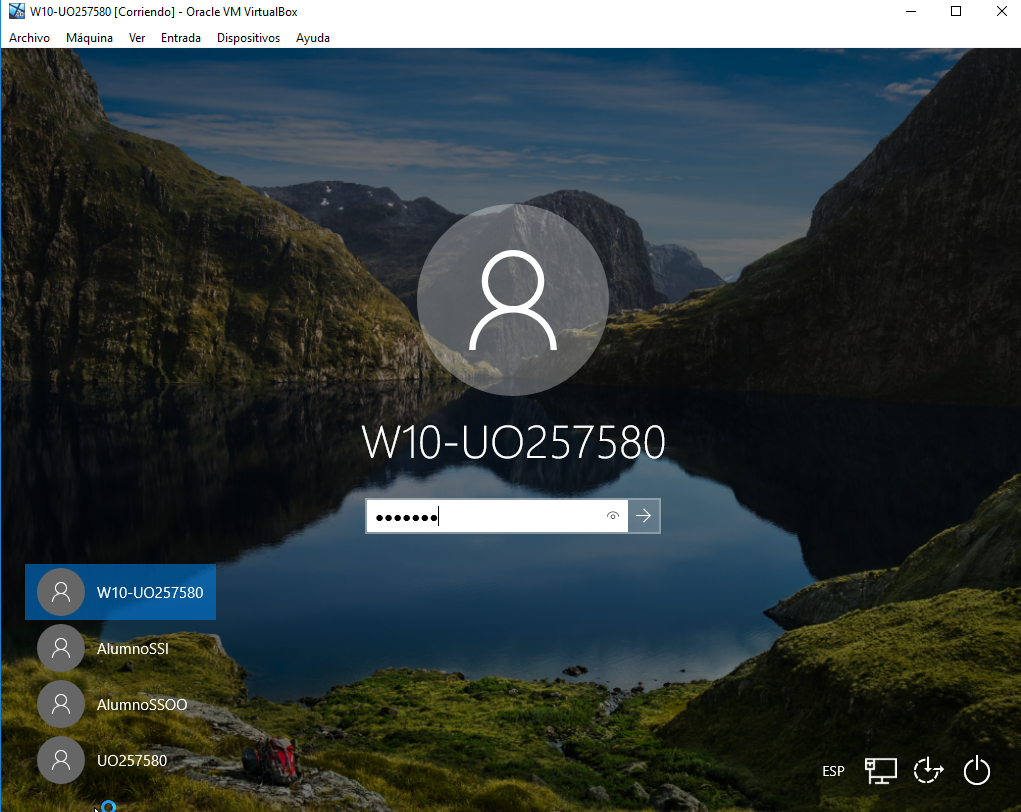 W10-UO257580 [Corriendo] - Oracle VM VirtualBox
Archivo Máquina Ver Entrada Dispositivos Ayuda
W10-UO257580
•••••••
W10-UO257580
AlumnoSSI
AlumnoSSOO
UO257580
ESP